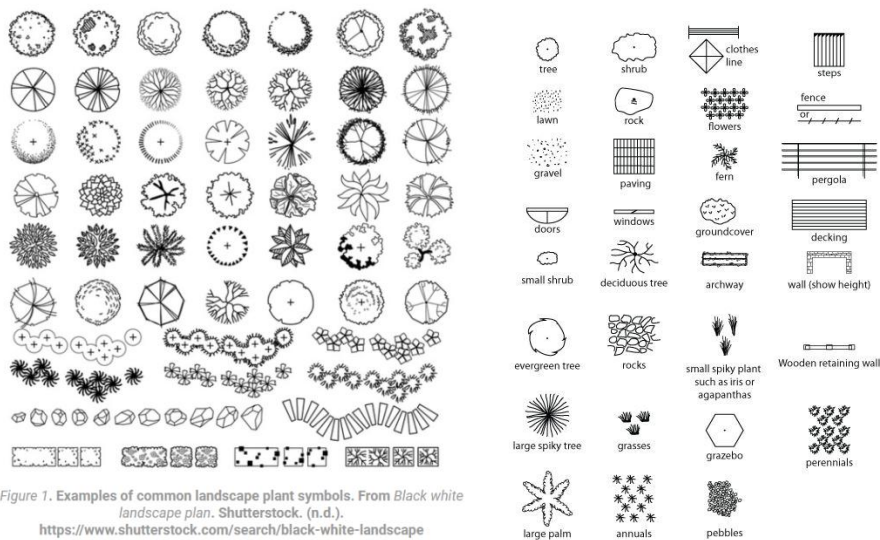 tree
shrub
clothes
line
steps
lawn
rock
flowers
fence
or
gravel
paving
fern
pergola
doors
windows
groundcover
decking
small shrub
deciduous tree
archway
wall (show height)
evergreen tree
rocks
small spiky plant
such as iris or
agapanthas
Wooden retaining wall
large spiky tree
grasses
grazebo
perennials
large palm
annuals
pebbles
Figure 1. Examples of common landscape plant symbols. From Black white
landscape plan. Shutterstock. (n.d.).
https://www.shutterstock.com/search/black-white-landscape